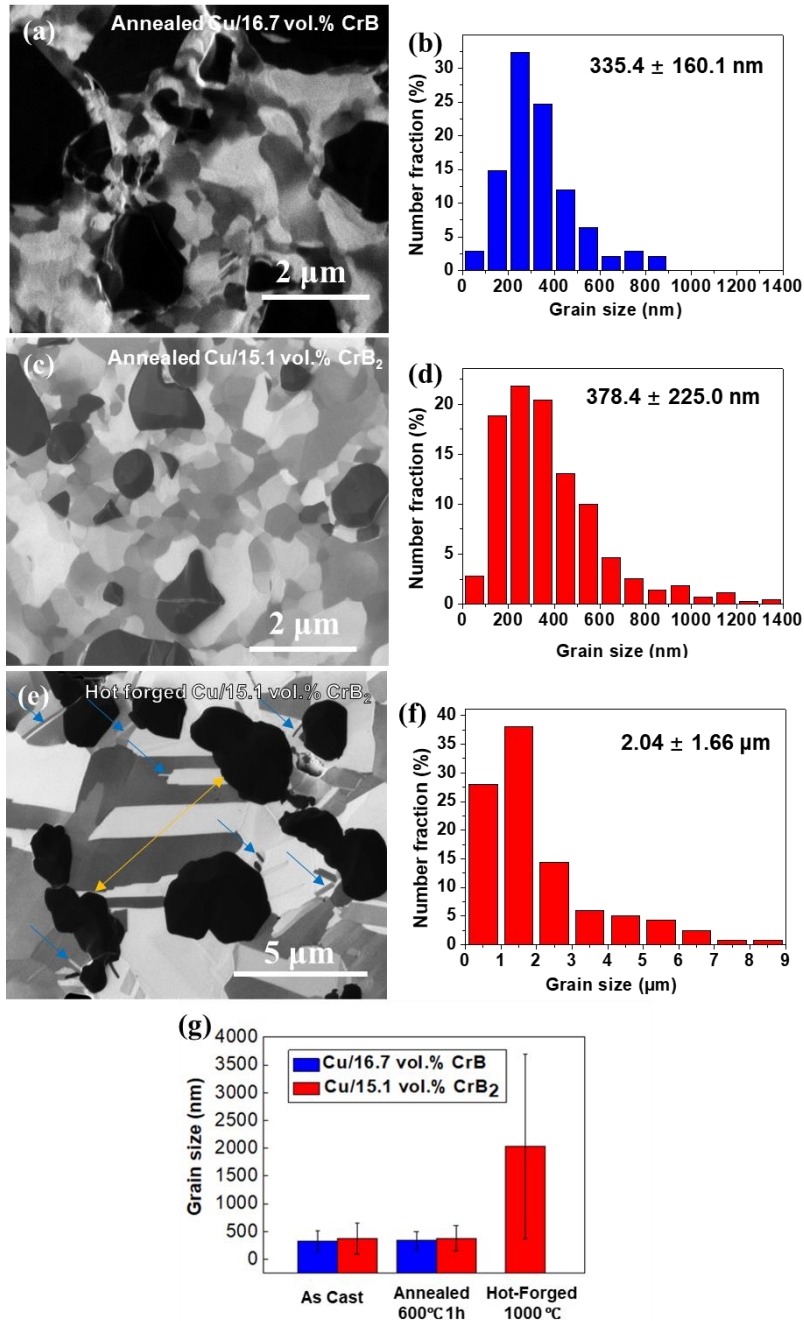 (a) Annealed Cu/16.7 vol.% CrB
2 µm
(b)
335.4 ± 160.1 nm
Number fraction (%)
30
25
20
15
10
5
0
0 200 400 600 800 1000 1200 1400
Grain size (nm)
(c) Annealed Cu/15.1 vol.% CrB₂
2 µm
(d)
378.4 ± 225.0 nm
Number fraction (%)
20
15
10
5
0
0 200 400 600 800 1000 1200 1400
Grain size (nm)
(e) Hot forged Cu/15.1 vol.% CrB₂
5 µm
(f)
2.04 ± 1.66 µm
Number fraction (%)
40
35
30
25
20
15
10
5
0
0 1 2 3 4 5 6 7 8 9
Grain size (µm)
(g)
Grain size (nm)
4000
3500
3000
2500
2000
1500
1000
500
0
Cu/16.7 vol.% CrB
Cu/15.1 vol.% CrB₂
As Cast Annealed Hot-Forged
600℃ 1h 1000 ℃